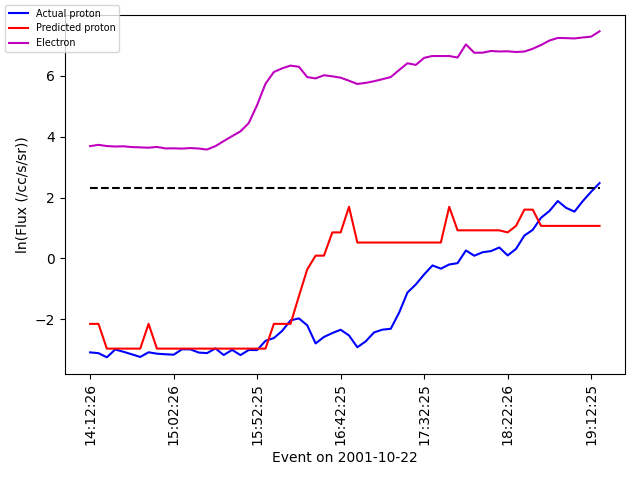 Actual proton
Predicted proton
Electron
ln(Flux (/cc/s/sr))
6
4
2
0
−2
14:12:26
15:02:26
15:52:25
16:42:25
17:32:25
18:22:26
19:12:25
Event on 2001-10-22